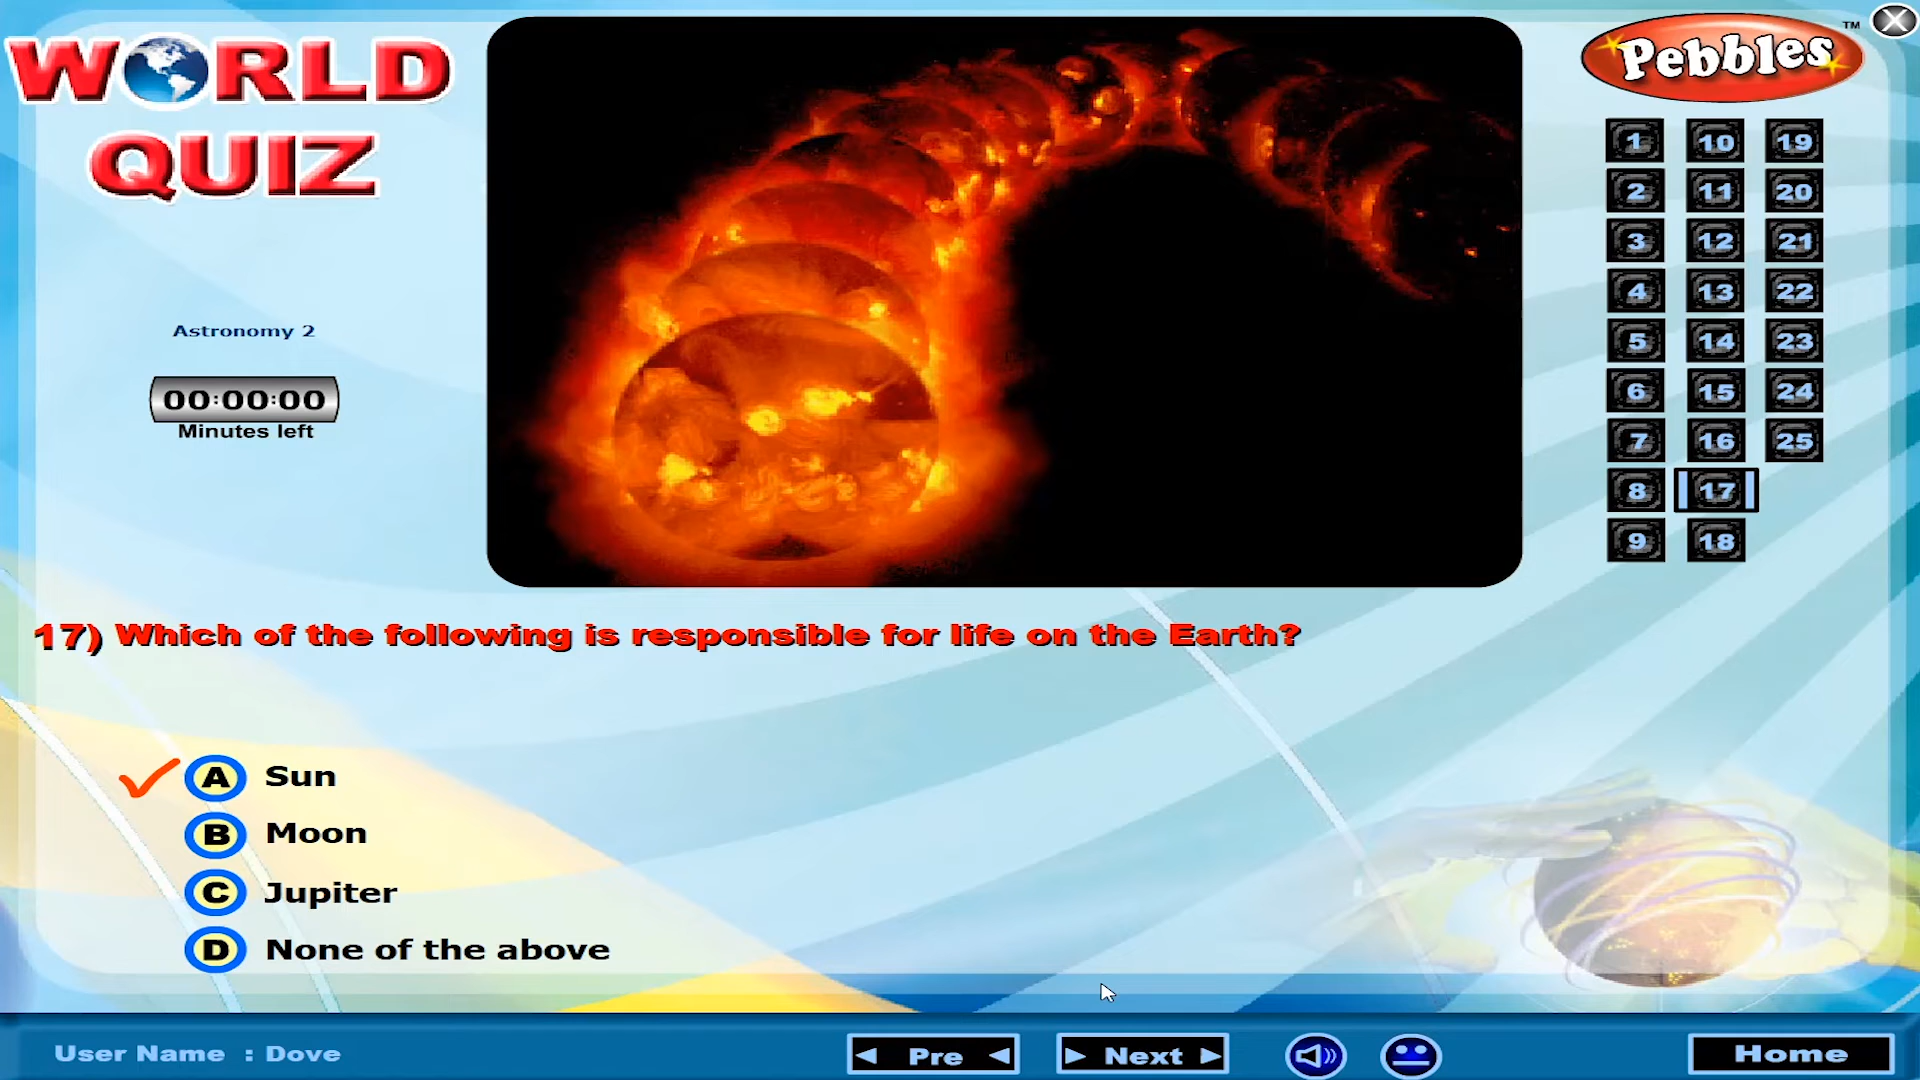 WORLD
QUIZ
Pebbles™
Astronomy 2
00:00:00
Minutes left
1 10 19
2 11 20
3 12 21
4 13 22
5 14 23
6 15 24
7 16 25
8 17
9 18
17) Which of the following is responsible for life on the Earth?
A Sun
B Moon
C Jupiter
D None of the above
User Name : Dove
Pre
Next
Home